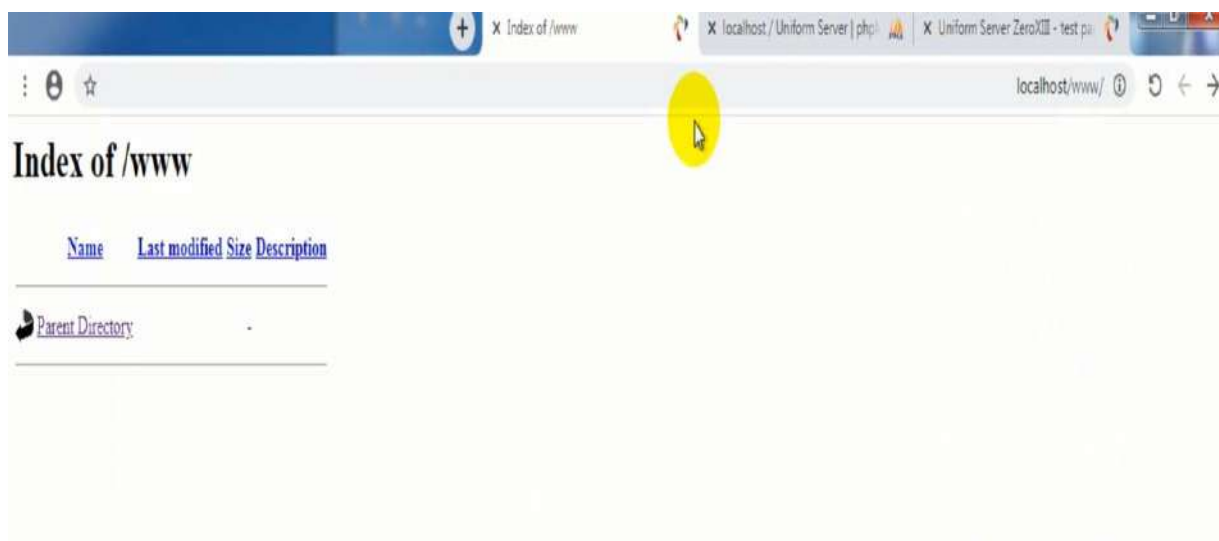 Index of /www
localhost / Uniform Server | php
Uniform Server ZeroXIII - test pa
localhost/www/
Index of /www
Name Last modified Size Description
Parent Directory -